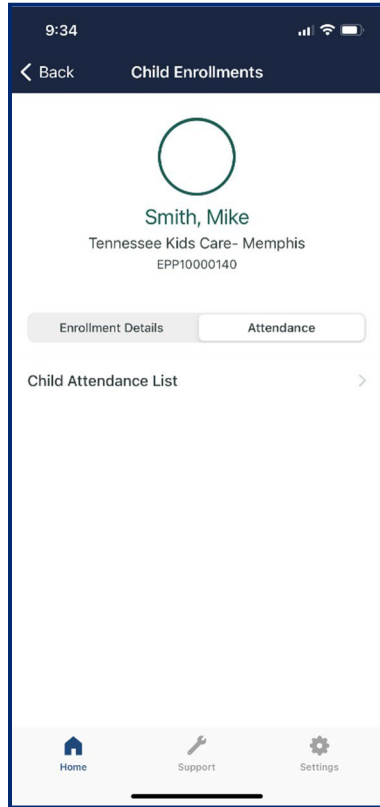 9:34
Back Child Enrollments
Smith, Mike
Tennessee Kids Care- Memphis
EPP10000140
Enrollment Details Attendance
Child Attendance List
Home Support Settings